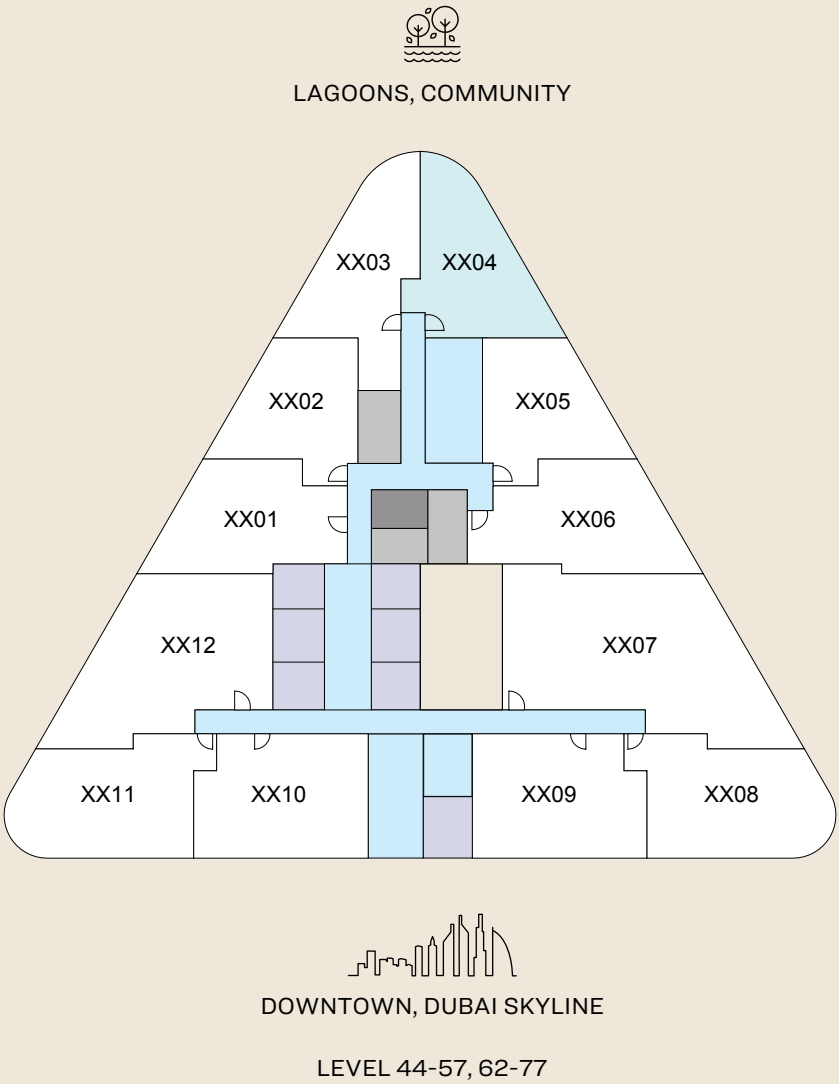 LAGOONS, COMMUNITY
XX03
XX04
XX02
XX05
XX01
XX06
XX12
XX07
XX11
XX10
XX09
XX08
DOWNTOWN, DUBAI SKYLINE
LEVEL 44-57, 62-77